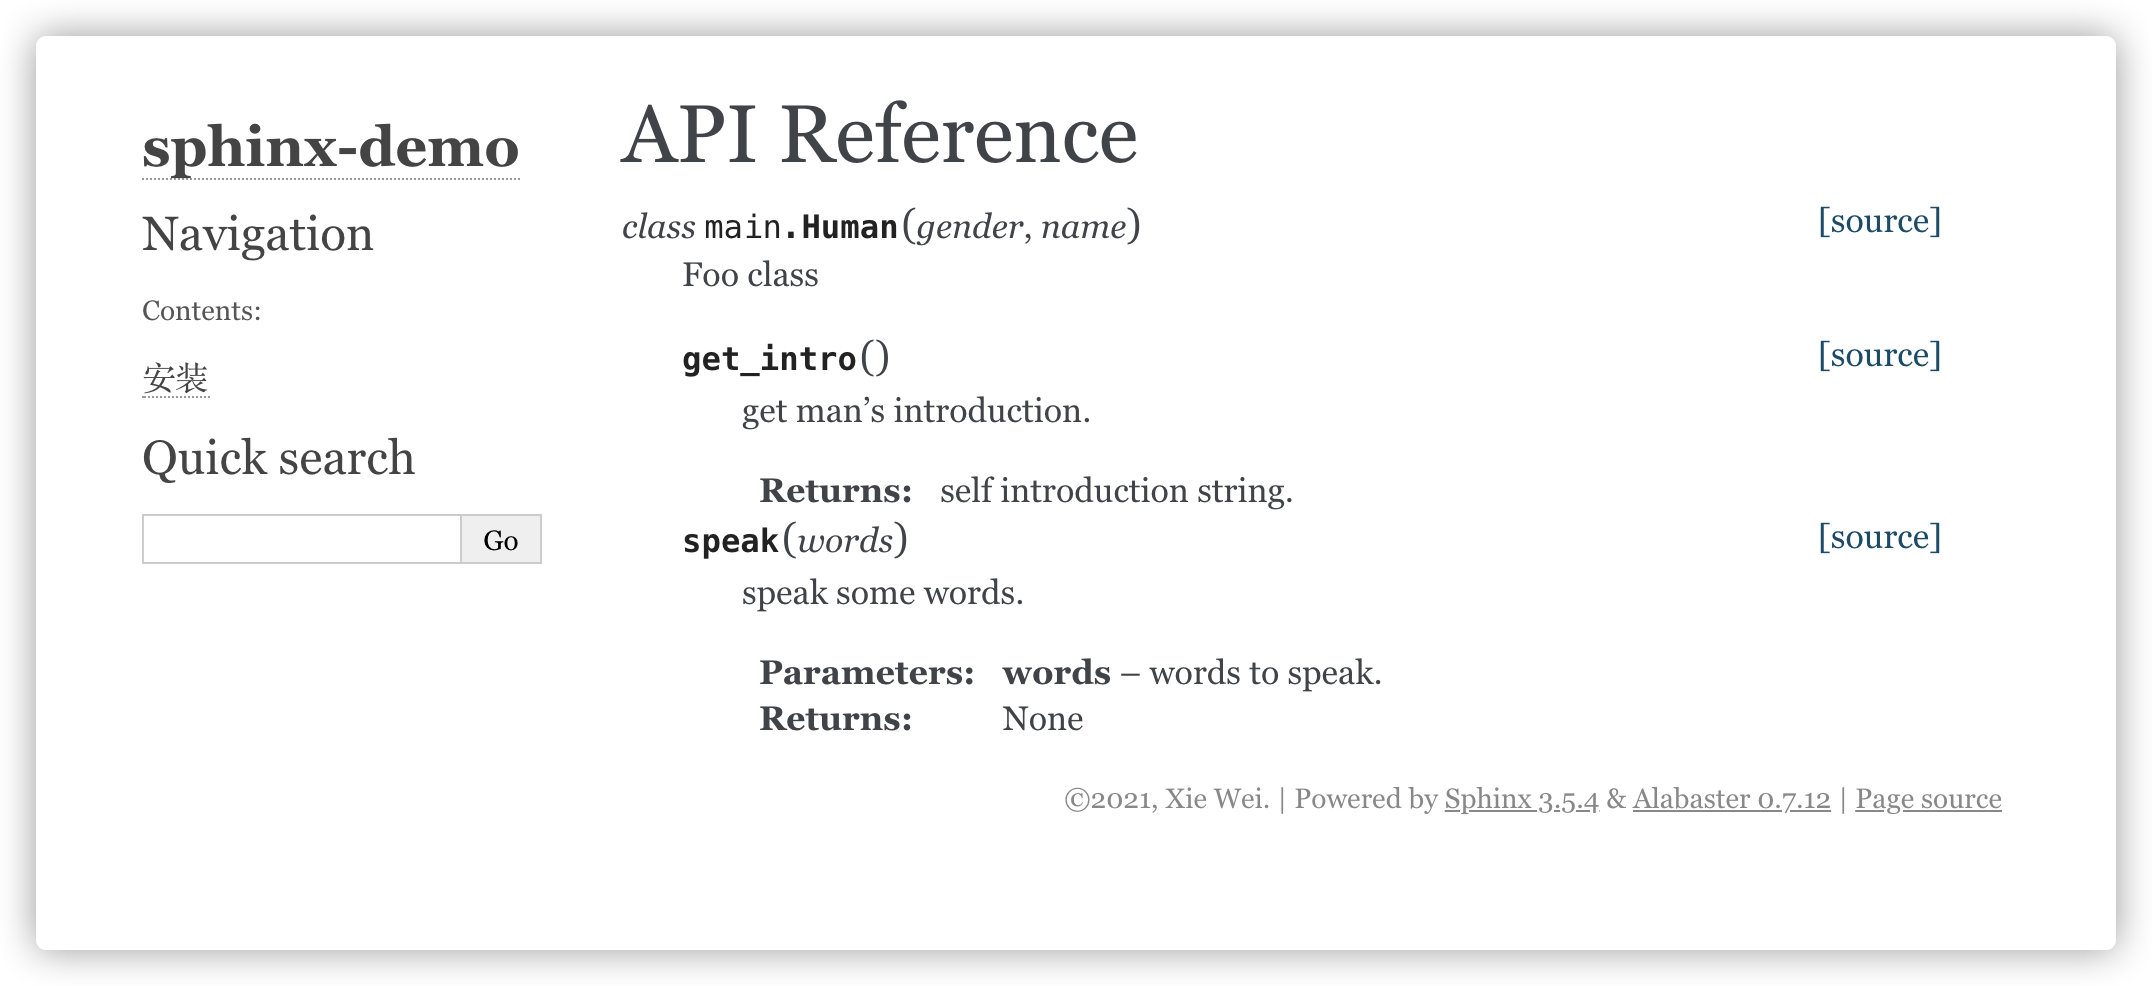 sphinx-demo
Navigation
Contents:
安装
Quick search
Go
API Reference
class main.Human(gender, name) [source]
Foo class
get_intro() [source]
get man’s introduction.
Returns: self introduction string.
speak(words) [source]
speak some words.
Parameters: words – words to speak.
Returns: None
©2021, Xie Wei. | Powered by Sphinx 3.5.4 & Alabaster 0.7.12 | Page source